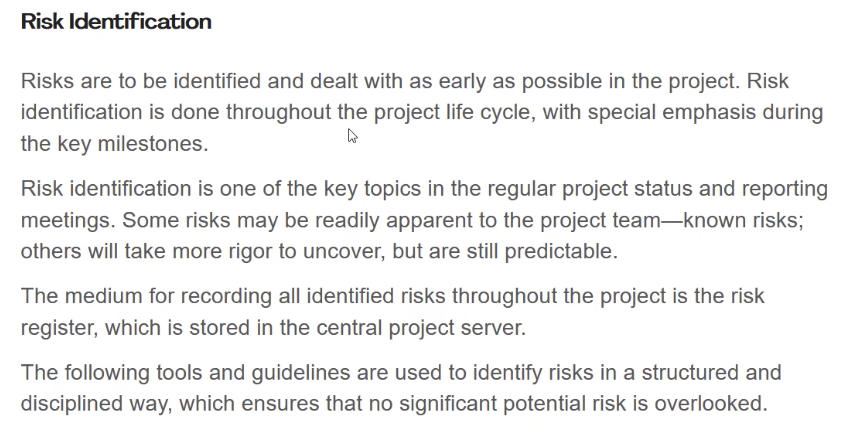 Risk Identification
Risks are to be identified and dealt with as early as possible in the project. Risk
identification is done throughout the project life cycle, with special emphasis during
the key milestones.
Risk identification is one of the key topics in the regular project status and reporting
meetings. Some risks may be readily apparent to the project team—known risks;
others will take more rigor to uncover, but are still predictable.
The medium for recording all identified risks throughout the project is the risk
register, which is stored in the central project server.
The following tools and guidelines are used to identify risks in a structured and
disciplined way, which ensures that no significant potential risk is overlooked.